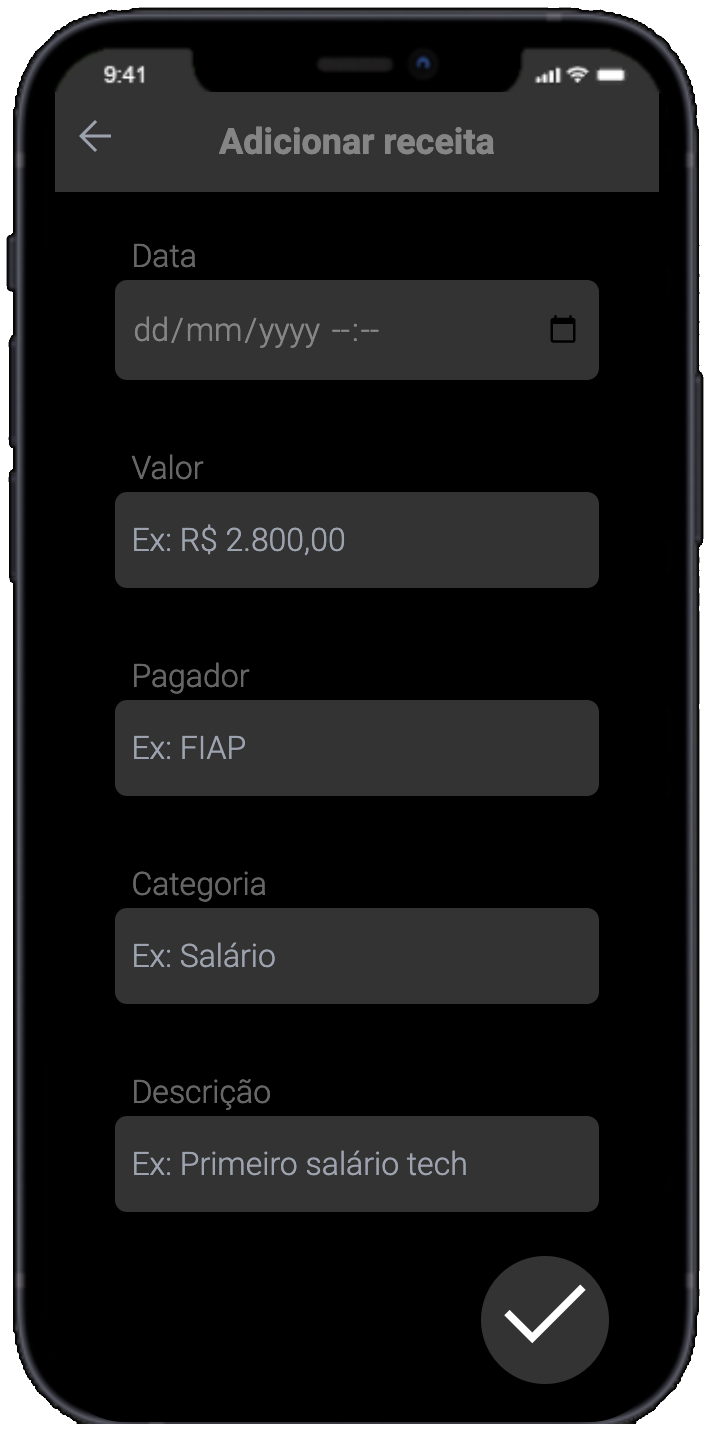 9:41
Adicionar receita
Data
dd/mm/yyyy --:--
Valor
Ex: R$ 2.800,00
Pagador
Ex: FIAP
Categoria
Ex: Salário
Descrição
Ex: Primeiro salário tech